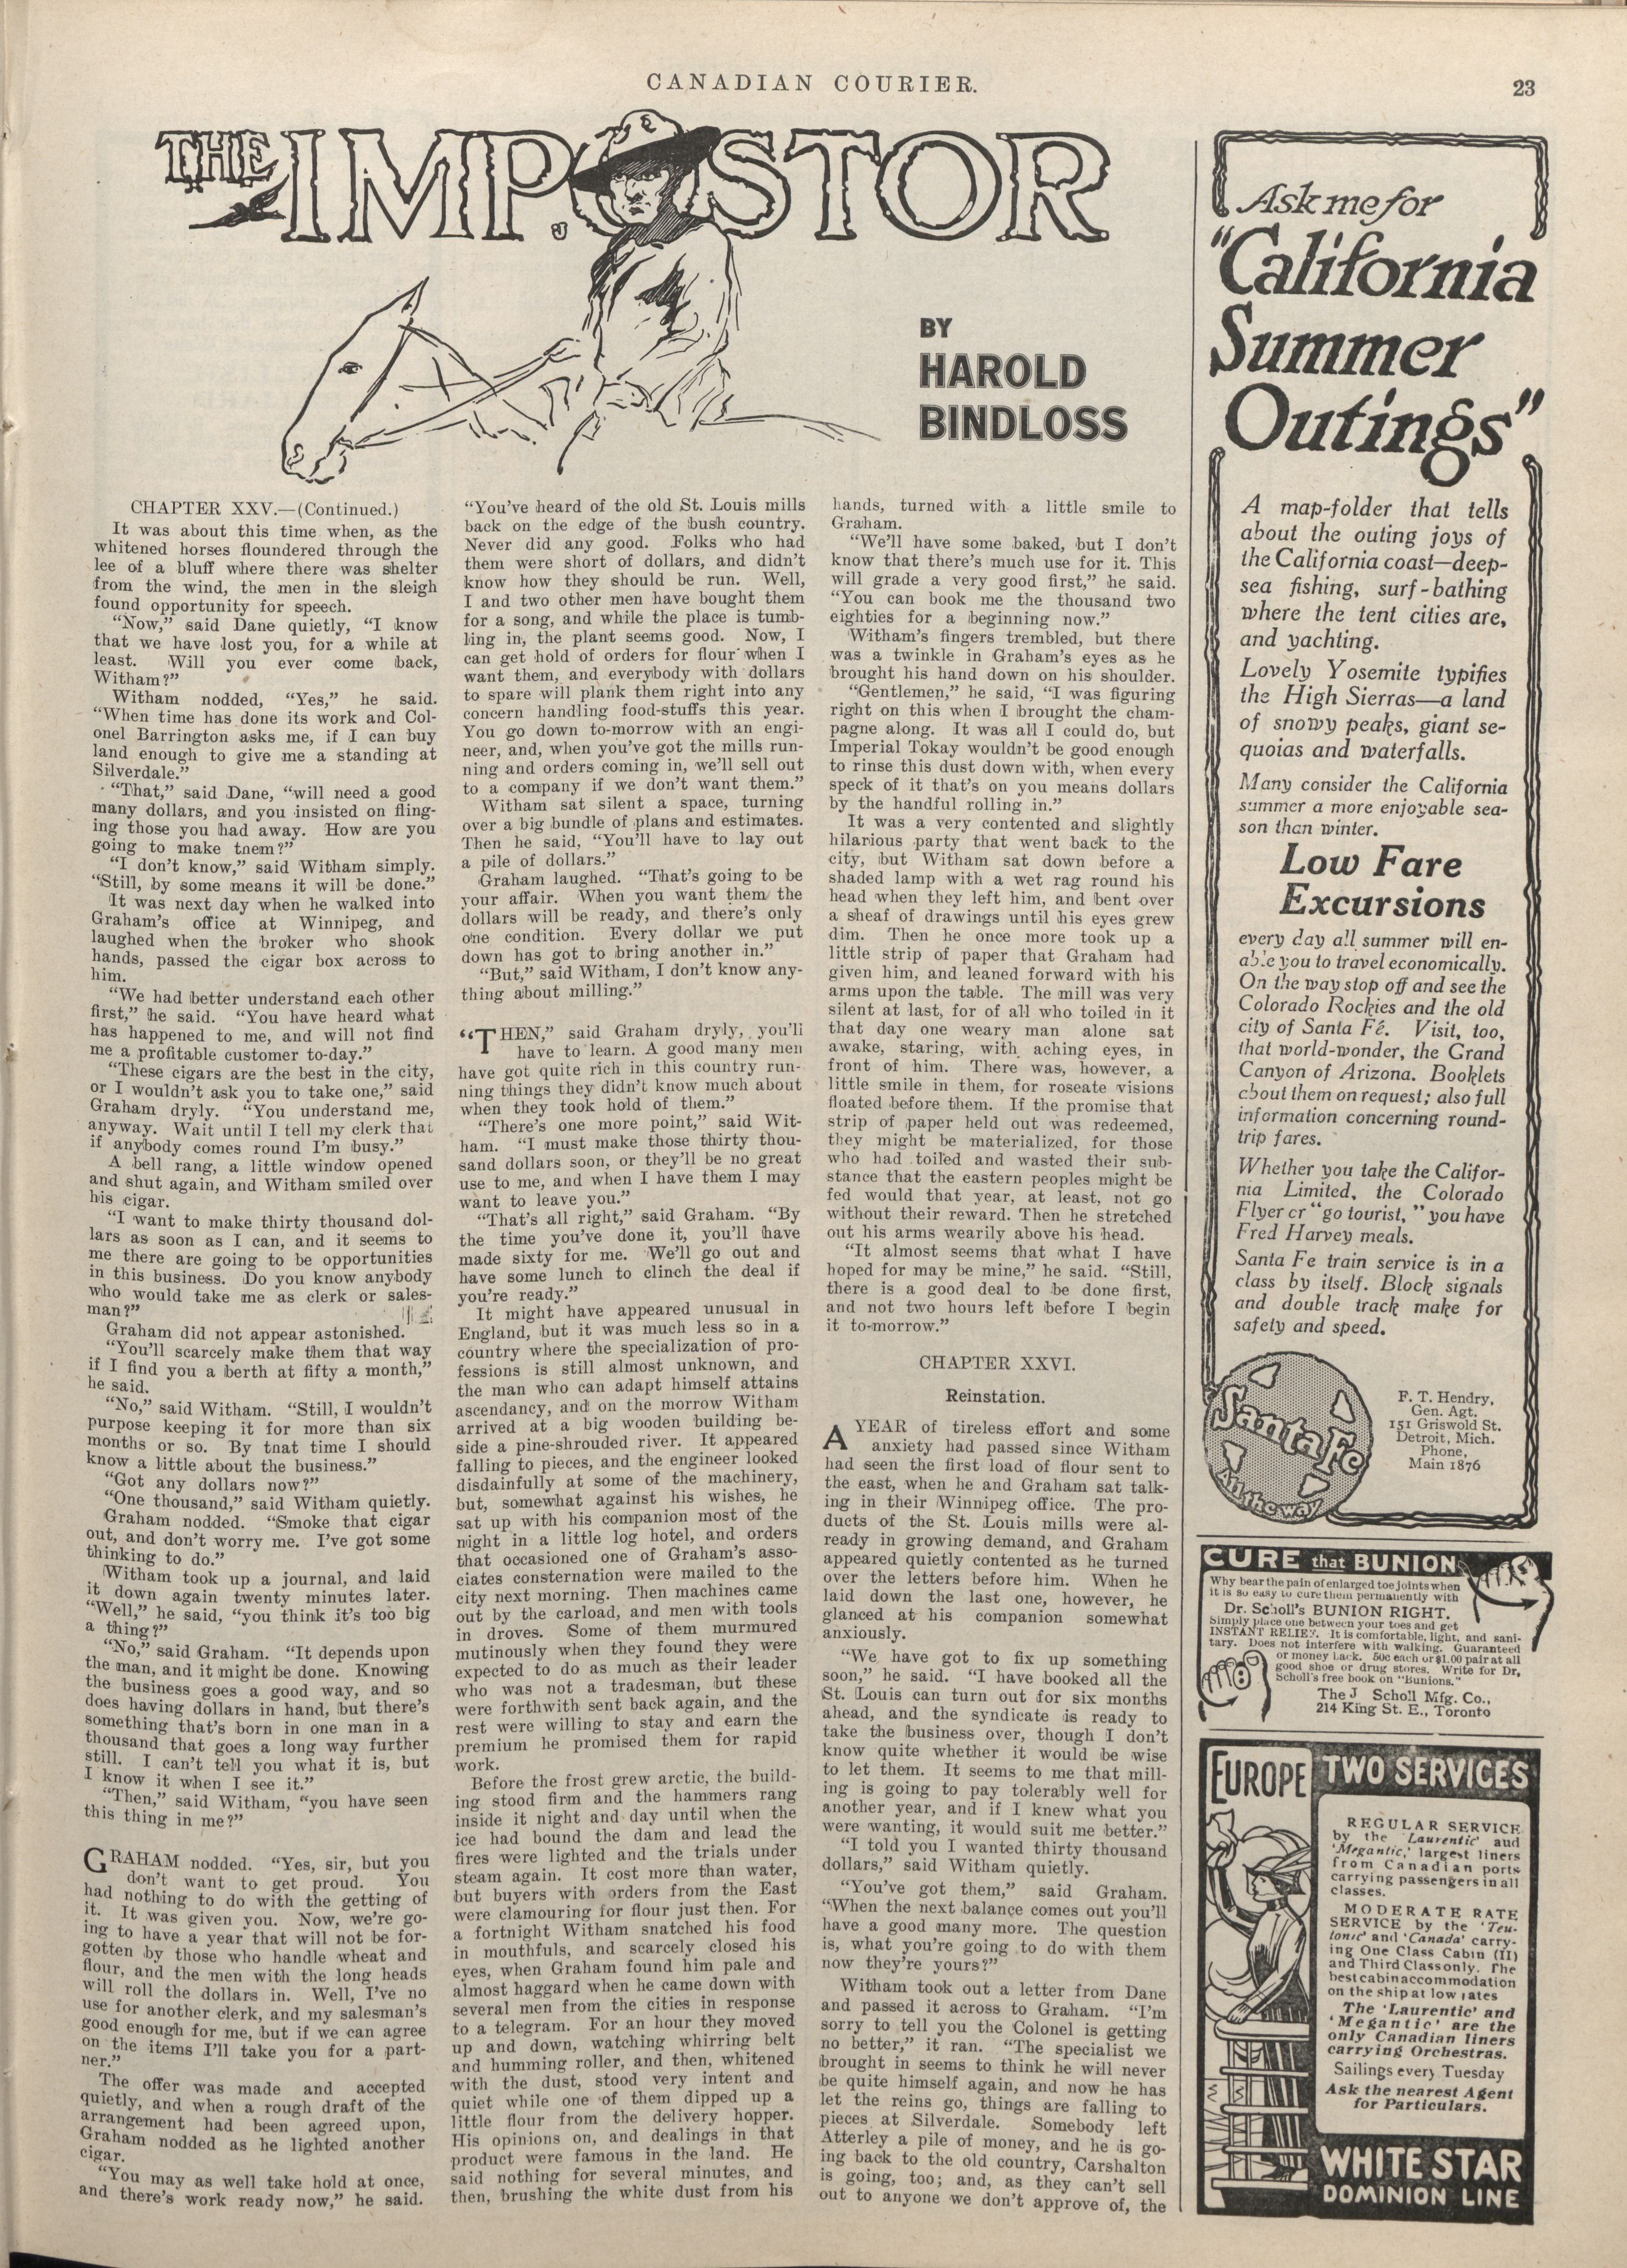 CANADIAN COURIER.
23
THE IMPOSTOR
BY
HAROLD
BINDLOSS
CHAPTER XXV.—(Continued.)
It was about this time when, as the
whitened horses floundered through the
lee of a bluff where there was shelter
from the wind, the men in the sleigh
found opportunity for speech.
"Now," said Dane quietly, "I know
that we have lost you, for a while at
least. Will you ever come back,
Witham?"
Witham nodded, "Yes," he said.
"When time has done its work and Col-
onel Barrington asks me, if I can buy
land enough to give me a standing at
Silverdale."
"That," said Dane, "will need a good
many dollars, and you insisted on fling-
ing those you had away. How are you
going to make tnem?"
"I don't know," said Witham simply.
"Still, by some means it will be done."
It was next day when he walked into
Graham's office at Winnipeg, and
laughed when the broker who shook
hands, passed the cigar box across to
him.
"We had better understand each other
first," he said. "You have heard what
has happened to me, and will not find
me a profitable customer to-day."
"These cigars are the best in the city,
or I wouldn't ask you to take one," said
Graham dryly. "You understand me,
anyway. Wait until I tell my clerk that
if anybody comes round I'm busy."
A bell rang, a little window opened
and shut again, and Witham smiled over
his cigar.
"I want to make thirty thousand dol-
lars as soon as I can, and it seems to
me there are going to be opportunities
in this business. Do you know anybody
who would take me as clerk or sales-
man?"
Graham did not appear astonished.
"You'll scarcely make them that way
if I find you a berth at fifty a month,"
he said.
"No," said Witham. "Still, I wouldn't
purpose keeping it for more than six
months or so. By tnat time I should
know a little about the business."
"Got any dollars now?"
"One thousand," said Witham quietly.
Graham nodded. "Smoke that cigar
out, and don't worry me. I've got some
thinking to do."
Witham took up a journal, and laid
it down again twenty minutes later.
"Well," he said, "you think it's too big
a thing?"
"No," said Graham. "It depends upon
the man, and it might be done. Knowing
the business goes a good way, and so
does having dollars in hand, but there's
something that's born in one man in a
thousand that goes a long way further
still. I can't tell you what it is, but
I know it when I see it."
"Then," said Witham, "you have seen
this thing in me?"
GRAHAM nodded. "Yes, sir, but you
don't want to get proud. You
had nothing to do with the getting of
it. It was given you. Now, we're go-
ing to have a year that will not be for-
gotten by those who handle wheat and
flour, and the men with the long heads
will roll the dollars in. Well, I've no
use for another clerk, and my salesman's
good enough for me, but if we can agree
on the items I'll take you for a part-
ner."
The offer was made and accepted
quietly, and when a rough draft of the
arrangement had been agreed upon,
Graham nodded as he lighted another
cigar.
"You may as well take hold at once,
and there's work ready now," he said.
"You've heard of the old St. Louis mills
back on the edge of the bush country.
Never did any good. Folks who had
them were short of dollars, and didn't
know how they should be run. Well,
I and two other men have bought them
for a song, and while the place is tumb-
ling in, the plant seems good. Now, I
can get hold of orders for flour when I
want them, and everybody with dollars
to spare will plank them right into any
concern handling food-stuffs this year.
You go down to-morrow with an engi-
neer, and, when you've got the mills run-
ning and orders coming in, we'll sell out
to a company if we don't want them."
Witham sat silent a space, turning
over a big bundle of plans and estimates.
Then he said, "You'll have to lay out
a pile of dollars."
Graham laughed. "That's going to be
your affair. When you want them the
dollars will be ready, and there's only
one condition. Every dollar we put
down has got to bring another in."
"But," said Witham, I don't know any-
thing about milling."
"THEN," said Graham dryly, you'll
have to learn. A good many men
have got quite rich in this country run-
ning things they didn't know much about
when they took hold of them."
"There's one more point," said Wit-
ham. "I must make those thirty thou-
sand dollars soon, or they'll be no great
use to me, and when I have them I may
want to leave you."
"That's all right," said Graham. "By
the time you've done it, you'll have
made sixty for me. We'll go out and
have some lunch to clinch the deal if
you're ready."
It might have appeared unusual in
England, but it was much less so in a
country where the specialization of pro-
fessions is still almost unknown, and
the man who can adapt himself attains
ascendancy, and on the morrow Witham
arrived at a big wooden building be-
side a pine-shrouded river. It appeared
falling to pieces, and the engineer looked
disdainfully at some of the machinery,
but, somewhat against his wishes, he
sat up with his companion most of the
night in a little log hotel, and orders
that occasioned one of Graham's asso-
ciates consternation were mailed to the
city next morning. Then machines came
out by the carload, and men with tools
in droves. Some of them murmured
mutinously when they found they were
expected to do as much as their leader
who was not a tradesman, but these
were forthwith sent back again, and the
rest were willing to stay and earn the
premium he promised them for rapid
work.
Before the frost grew arctic, the build-
ing stood firm and the hammers rang
inside it night and day until when the
ice had bound the dam and lead the
fires were lighted and the trials under
steam again. It cost more than water,
but buyers with orders from the East
were clamouring for flour just then. For
a fortnight Witham snatched his food
in mouthfuls, and scarcely closed his
eyes, when Graham found him pale and
almost haggard when he came down with
several men from the cities in response
to a telegram. For an hour they moved
up and down, watching whirring belt
and humming roller, and then, whitened
with the dust, stood very intent and
quiet while one of them dipped up a
little flour from the delivery hopper.
His opinions on, and dealings in that
product were famous in the land. He
said nothing for several minutes, and
then, brushing the white dust from his
hands, turned with a little smile to
Graham.
"We'll have some baked, but I don't
know that there's much use for it. This
will grade a very good first," he said.
"You can book me the thousand two
eighties for a beginning now."
Witham's fingers trembled, but there
was a twinkle in Graham's eyes as he
brought his hand down on his shoulder.
"Gentlemen," he said, "I was figuring
right on this when I brought the cham-
pagne along. It was all I could do, but
Imperial Tokay wouldn't be good enough
to rinse this dust down with, when every
speck of it that's on you means dollars
by the handful rolling in."
It was a very contented and slightly
hilarious party that went back to the
city, but Witham sat down before a
shaded lamp with a wet rag round his
head when they left him, and bent over
a sheaf of drawings until his eyes grew
dim. Then he once more took up a
little strip of paper that Graham had
given him, and leaned forward with his
arms upon the table. The mill was very
silent at last, for of all who toiled in it
that day one weary man alone sat
awake, staring, with aching eyes, in
front of him. There was, however, a
little smile in them, for roseate visions
floated before them. If the promise that
strip of paper held out was redeemed,
they might be materialized, for those
who had toiled and wasted their sub-
stance that the eastern peoples might be
fed would that year, at least, not go
without their reward. Then he stretched
out his arms wearily above his head.
"It almost seems that what I have
hoped for may be mine," he said. "Still,
there is a good deal to be done first,
and not two hours left before I begin
it to-morrow."
CHAPTER XXVI.
Reinstation.
A YEAR of tireless effort and some
anxiety had passed since Witham
had seen the first load of flour sent to
the east, when he and Graham sat talk-
ing in their Winnipeg office. The pro-
ducts of the St. Louis mills were al-
ready in growing demand, and Graham
appeared quietly contented as he turned
over the letters before him. When he
laid down the last one, however, he
glanced at his companion somewhat
anxiously.
"We have got to fix up something
soon," he said. "I have booked all the
St. Louis can turn out for six months
ahead, and the syndicate is ready to
take the business over, though I don't
know quite whether it would be wise
to let them. It seems to me that mill-
ing is going to pay tolerably well for
another year, and if I knew what you
were wanting, it would suit me better."
"I told you I wanted thirty thousand
dollars," said Witham quietly.
"You've got them," said Graham.
"When the next balance comes out you'll
have a good many more. The question
is, what you're going to do with them
now they're yours?"
Witham took out a letter from Dane
and passed it across to Graham. "I'm
sorry to tell you the Colonel is getting
no better," it ran. "The specialist we
brought in seems to think he will never
be quite himself again, and now he has
let the reins go, things are falling to
pieces at Silverdale. Somebody left
Atterley a pile of money, and he is go-
ing back to the old country, Carshalton
is going, too; and, as they can't sell
out to anyone we don't approve of, the
Ask me for
"California
Summer
Outings"
A map-folder that tells
about the outing joys of
the California coast—deep-
sea fishing, surf-bathing
where the tent cities are,
and yachting.
Lovely Yosemite typifies
the High Sierras—a land
of snowy peaks, giant se-
quoias and waterfalls.
Many consider the California
summer a more enjoyable sea-
son than winter.
Low Fare
Excursions
every day all summer will en-
able you to travel economically.
On the way stop off and see the
Colorado Rockies and the old
city of Santa Fé. Visit, too,
that world-wonder, the Grand
Canyon of Arizona. Booklets
about them on request; also full
information concerning round-
trip fares.
Whether you take the Califor-
nia Limited, the Colorado
Flyer or "go tourist," you have
Fred Harvey meals.
Santa Fe train service is in a
class by itself. Block signals
and double track make for
safety and speed.
Santa Fe
All the way
F. T. Hendry,
Gen. Agt.
151 Griswold St.
Detroit, Mich.
Phone,
Main 1876
CURE that BUNION
Why bear the pain of enlarged toe joints when
it is so easy to cure them permanently with
Dr. Scholl's BUNION RIGHT.
Simply place one between your toes and get
INSTANT RELIEF. It is comfortable, light, and sani-
tary. Does not interfere with walking. Guaranteed
or money back. 50c each or $1.00 pair at all
good shoe or drug stores. Write for Dr,
Scholl's free book on "Bunions."
The J Scholl Mfg. Co.,
214 King St. E., Toronto
EUROPE TWO SERVICES
REGULAR SERVICE
by the 'Laurentic' and
'Megantic,' largest liners
from Canadian ports
carrying passengers in all
classes.
MODERATE RATE
SERVICE by the 'Teu-
tonic' and 'Canada' carry-
ing One Class Cabin (II)
and Third Class only. The
best cabin accommodation
on the ship at low rates
The 'Laurentic' and
'Megantic' are the
only Canadian liners
carrying Orchestras.
Sailings every Tuesday
Ask the nearest Agent
for Particulars.
WHITE STAR
DOMINION LINE